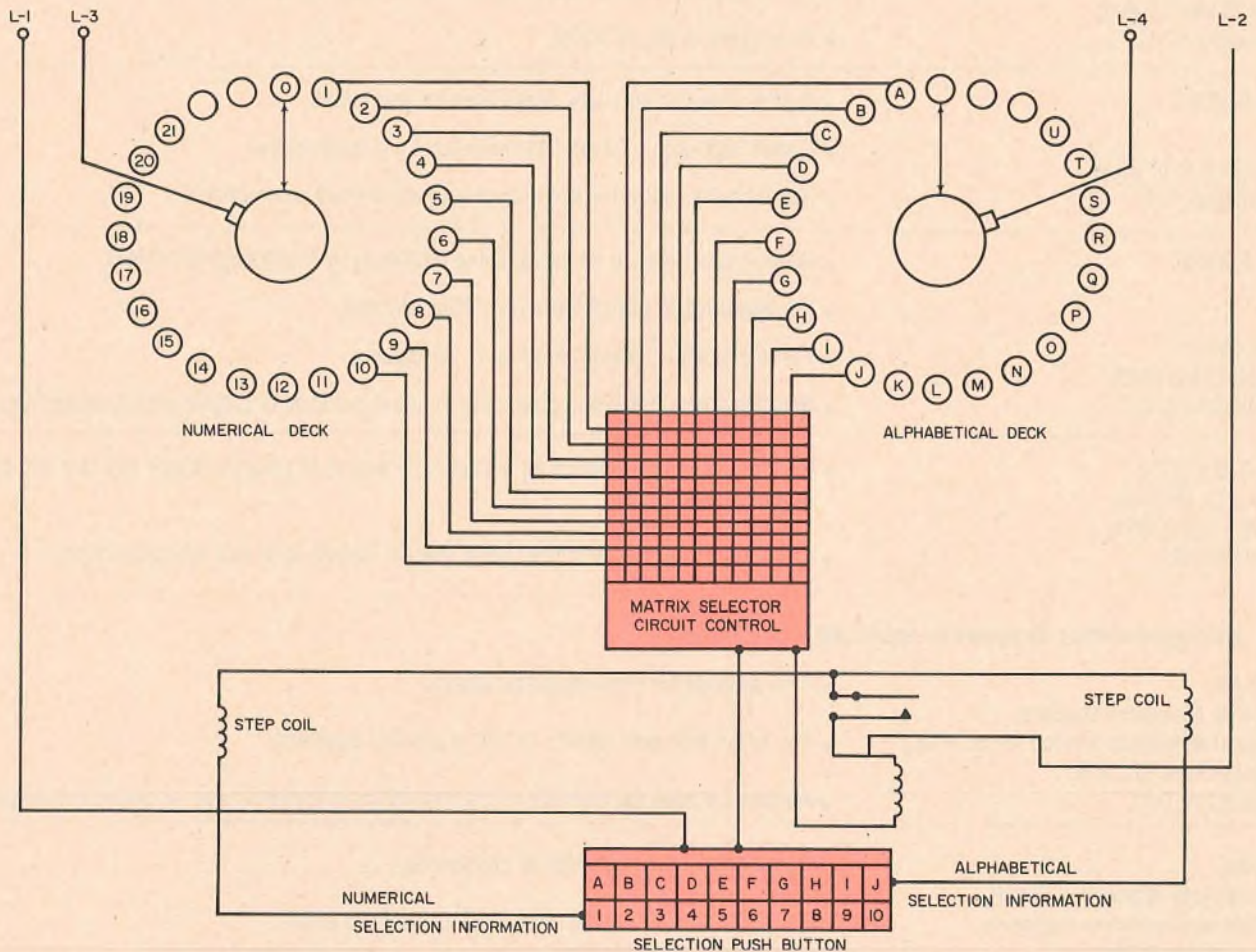 L-1
L-3
L-4
L-2
0
1
2
3
4
5
6
7
8
9
10
11
12
13
14
15
16
17
18
19
20
21
NUMERICAL DECK
A
B
C
D
E
F
G
H
I
J
K
L
M
N
O
P
Q
R
S
T
U
ALPHABETICAL DECK
MATRIX SELECTOR
CIRCUIT CONTROL
STEP COIL
STEP COIL
NUMERICAL
SELECTION INFORMATION
A B C D E F G H I J
1 2 3 4 5 6 7 8 9 10
ALPHABETICAL
SELECTION INFORMATION
SELECTION PUSH BUTTON